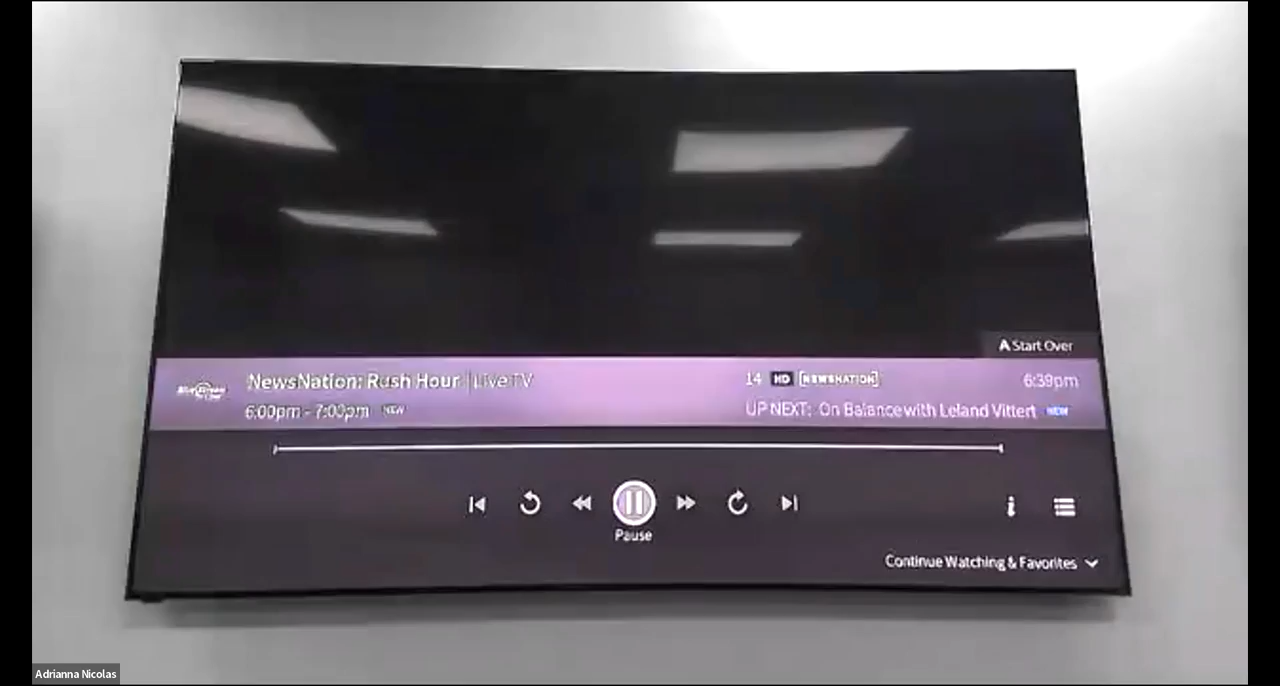 A Start Over
NewsNation: Rush Hour | Live TV
14 HD [NEWSNATION]
6:39pm
6:00pm - 7:00pm NEW
UP NEXT: On Balance with Leland Vittert NEW
Pause
i
Continue Watching & Favorites
Adrianna Nicolas